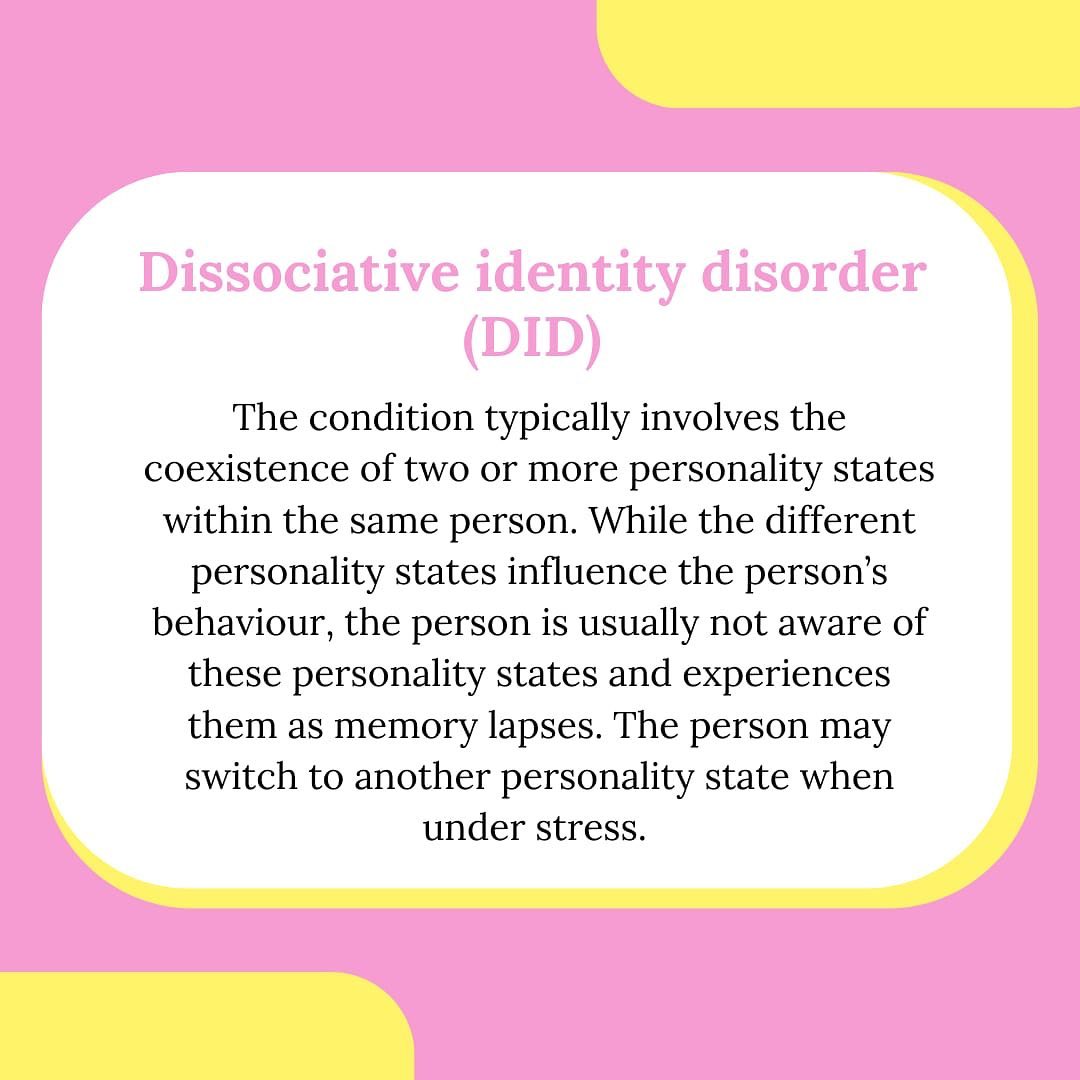 Dissociative identity disorder
(DID)
The condition typically involves the
coexistence of two or more personality states
within the same person. While the different
personality states influence the person’s
behaviour, the person is usually not aware of
these personality states and experiences
them as memory lapses. The person may
switch to another personality state when
under stress.